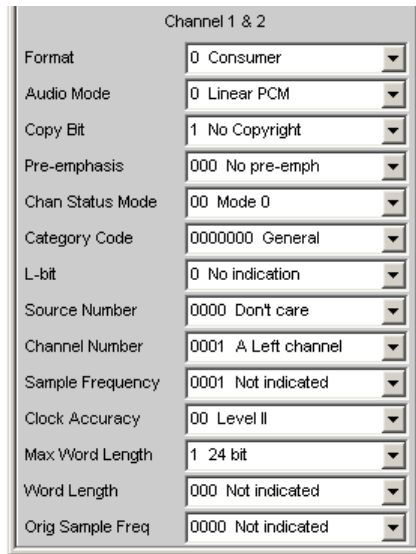 Channel 1 & 2
Format 0 Consumer
Audio Mode 0 Linear PCM
Copy Bit 1 No Copyright
Pre-emphasis 000 No pre-emph
Chan Status Mode 00 Mode 0
Category Code 0000000 General
L-bit 0 No indication
Source Number 0000 Don't care
Channel Number 0001 A Left channel
Sample Frequency 0001 Not indicated
Clock Accuracy 00 Level II
Max Word Length 1 24 bit
Word Length 000 Not indicated
Orig Sample Freq 0000 Not indicated